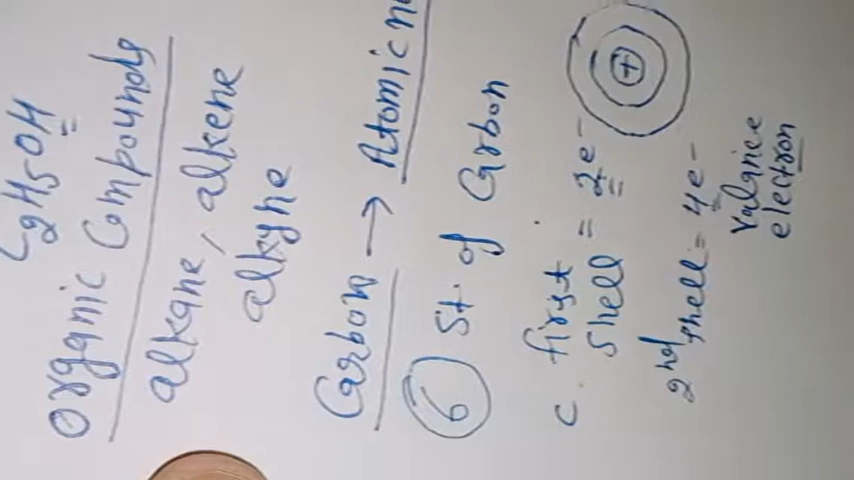 C2H5OH
Organic Compounds
alkane, alkene
alkyne
Carbon → Atomic
6 St. of Carbon
C. first = 2e-
shell
+
2nd shell = 4e-
valance
electron